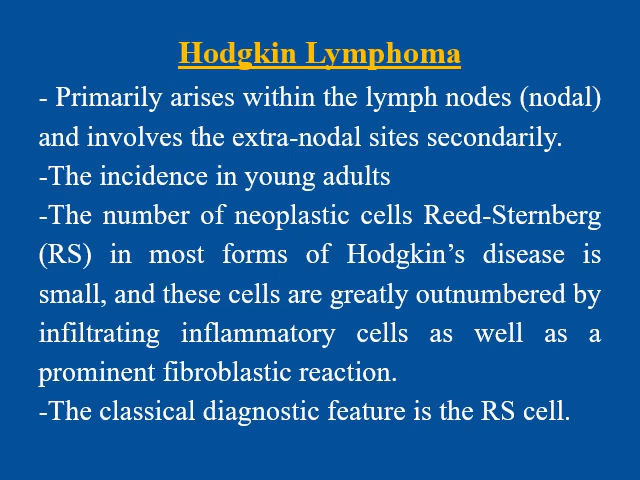 Hodgkin Lymphoma
- Primarily arises within the lymph nodes (nodal)
and involves the extra-nodal sites secondarily.
-The incidence in young adults
-The number of neoplastic cells Reed-Sternberg
(RS) in most forms of Hodgkin’s disease is
small, and these cells are greatly outnumbered by
infiltrating inflammatory cells as well as a
prominent fibroblastic reaction.
-The classical diagnostic feature is the RS cell.